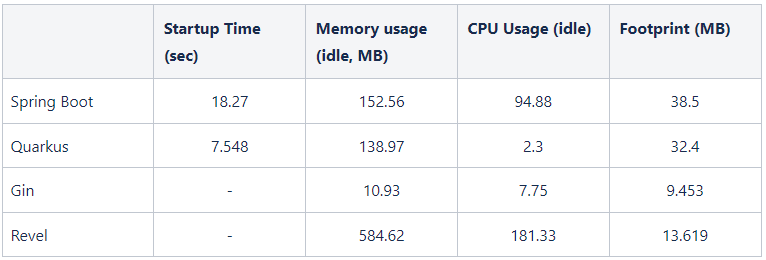 Startup Time (sec) Memory usage (idle, MB) CPU Usage (idle) Footprint (MB)
Spring Boot 18.27 152.56 94.88 38.5
Quarkus 7.548 138.97 2.3 32.4
Gin - 10.93 7.75 9.453
Revel - 584.62 181.33 13.619